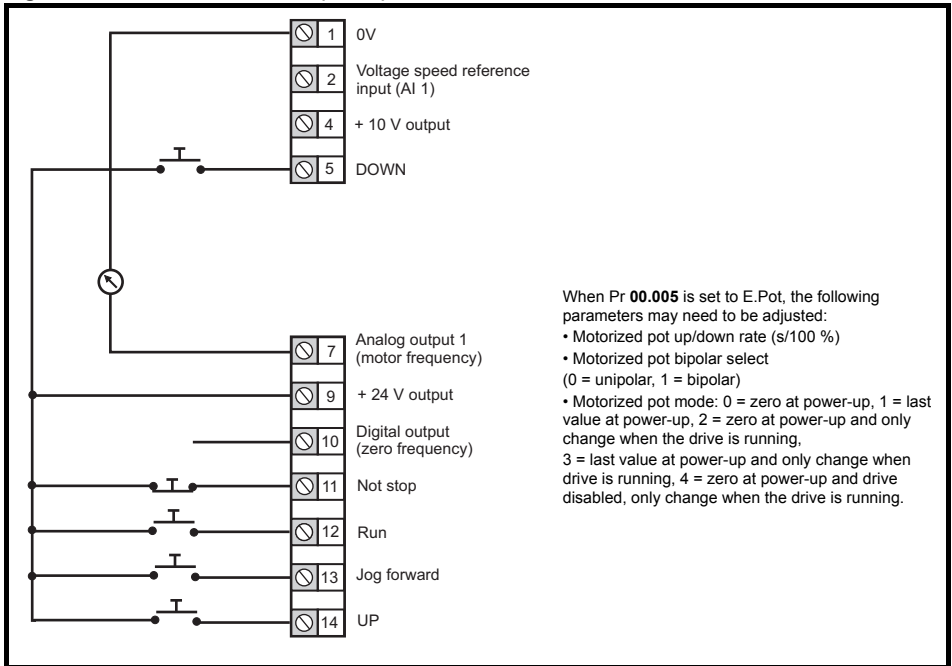 1 0V
2 Voltage speed reference
input (AI 1)
4 + 10 V output
5 DOWN
7 Analog output 1
(motor frequency)
9 + 24 V output
10 Digital output
(zero frequency)
11 Not stop
12 Run
13 Jog forward
14 UP
When Pr 00.005 is set to E.Pot, the following
parameters may need to be adjusted:
• Motorized pot up/down rate (s/100 %)
• Motorized pot bipolar select
(0 = unipolar, 1 = bipolar)
• Motorized pot mode: 0 = zero at power-up, 1 = last
value at power-up, 2 = zero at power-up and only
change when the drive is running,
3 = last value at power-up and only change when
drive is running, 4 = zero at power-up and drive
disabled, only change when the drive is running.